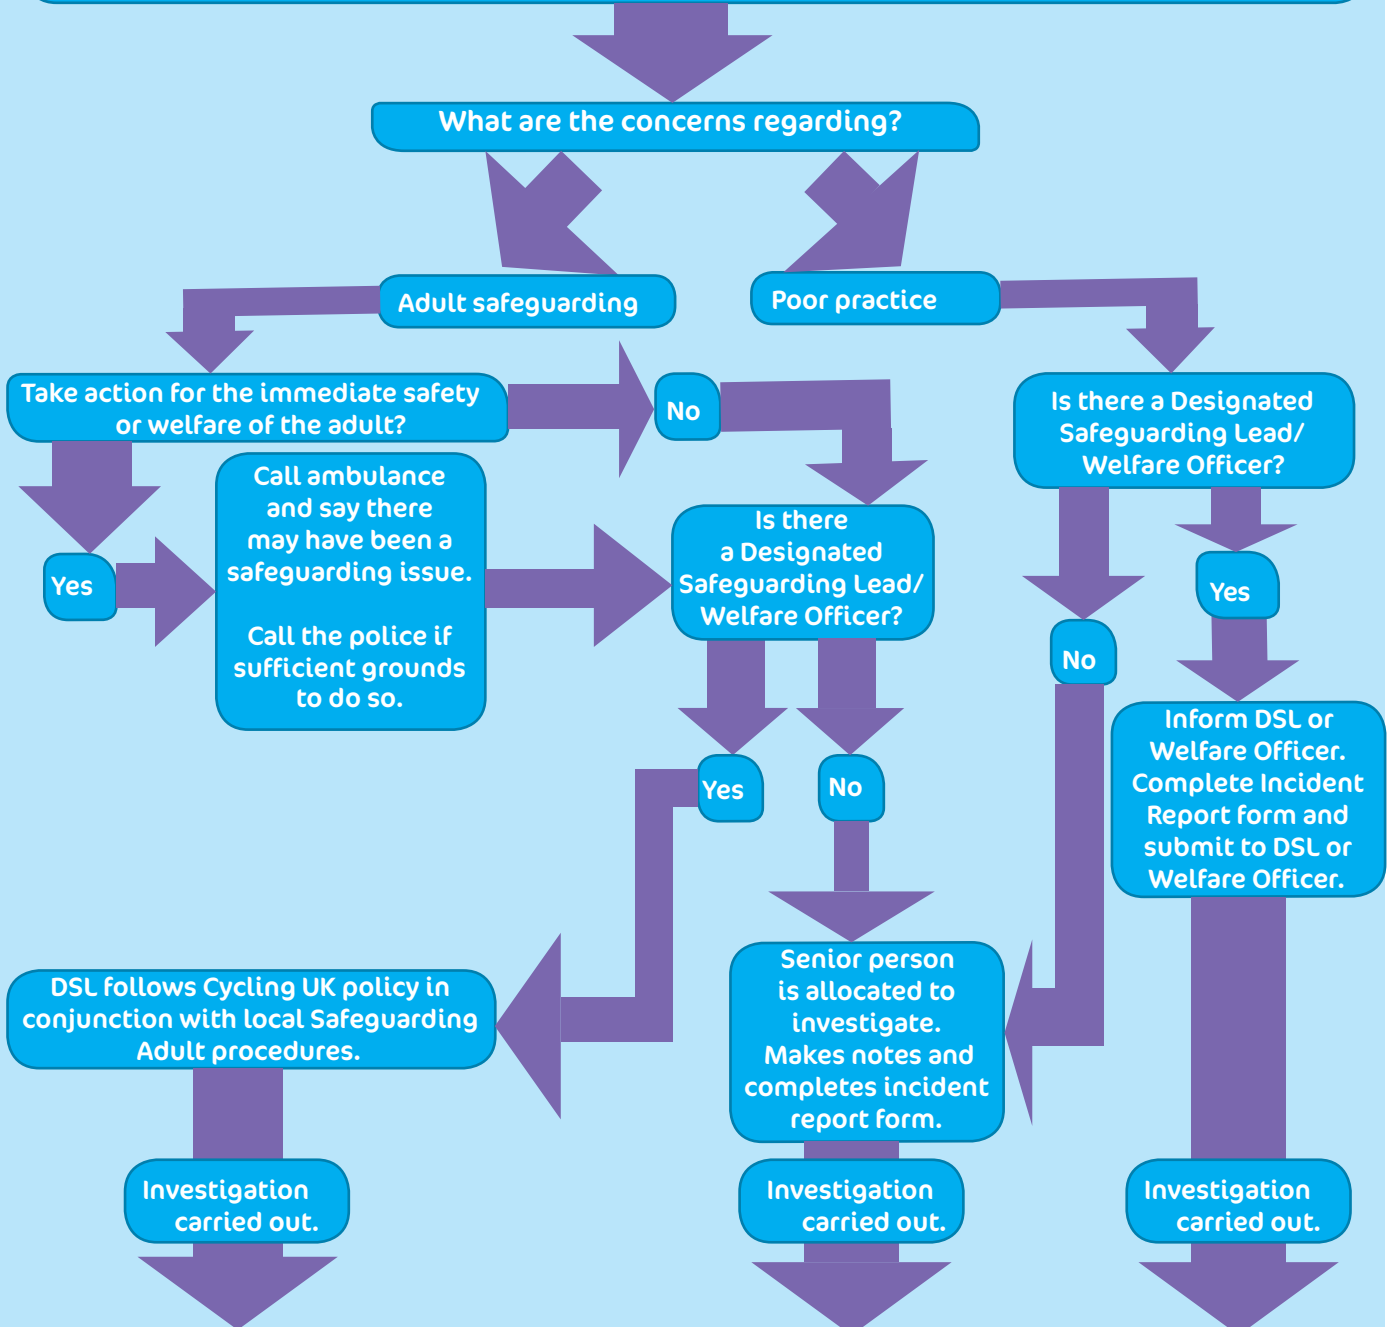 What are the concerns regarding?
Adult safeguarding
Poor practice
Take action for the immediate safety
or welfare of the adult?
No
Is there a Designated
Safeguarding Lead/
Welfare Officer?
Call ambulance
and say there
may have been a
safeguarding issue.
Call the police if
sufficient grounds
to do so.
Yes
Is there
a Designated
Safeguarding Lead/
Welfare Officer?
Yes
No
Inform DSL or
Welfare Officer.
Complete Incident
Report form and
submit to DSL or
Welfare Officer.
Yes
No
DSL follows Cycling UK policy in
conjunction with local Safeguarding
Adult procedures.
Senior person
is allocated to
investigate.
Makes notes and
completes incident
report form.
Investigation
carried out.
Investigation
carried out.
Investigation
carried out.